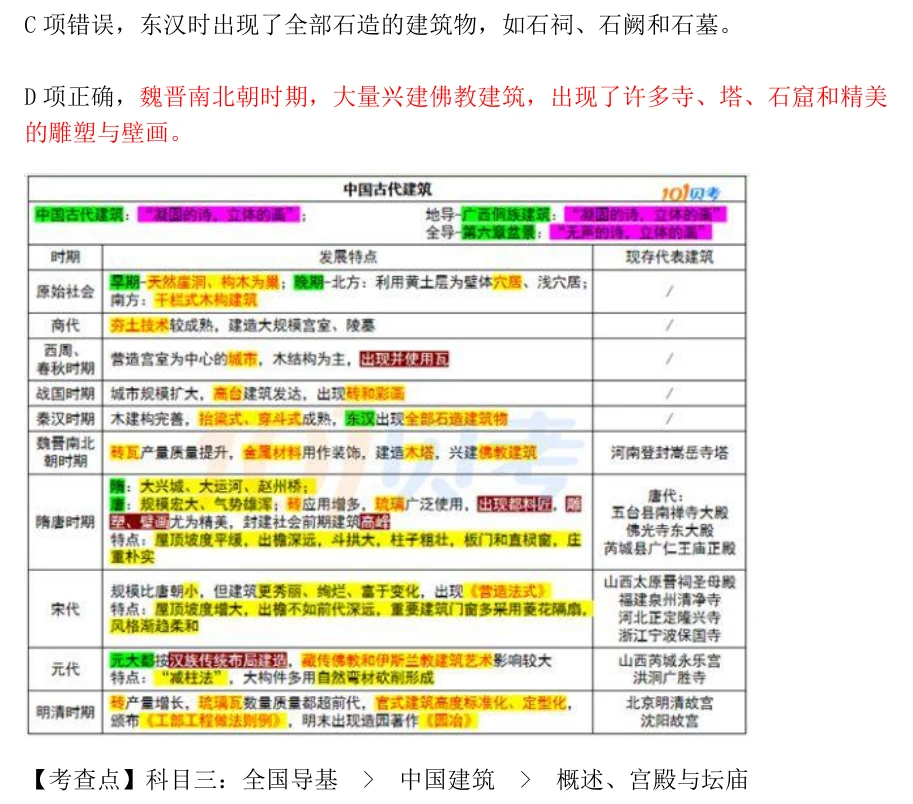 C 项错误，东汉时出现了全部石造的建筑物，如石祠、石阙和石墓。
D 项正确，魏晋南北朝时期，大量兴建佛教建筑，出现了许多寺、塔、石窟和精美
的雕塑与壁画。
中国古代建筑
101贝考
中国古代建筑：“凝固的诗，立体的画”；
地导-广西侗族建筑：“凝固的诗，立体的画”
全导-第六章盆景：“无声的诗，立体的画”
时期 发展特点 现存代表建筑
原始社会
早期-天然崖洞、构木为巢；晚期-北方：利用黄土层为壁体穴居、浅穴居；
南方：干栏式木构建筑
/
商代 夯土技术较成熟，建造大规模宫室、陵墓 /
西周、
春秋时期
营造宫室为中心的城市，木结构为主，出现并使用瓦 /
战国时期 城市规模扩大，高台建筑发达，出现砖和彩画 /
秦汉时期 木建构完善，抬梁式、穿斗式成熟，东汉出现全部石造建筑物 /
魏晋南北
朝时期
砖瓦产量质量提升，金属材料用作装饰，建造木塔，兴建佛教建筑 河南登封嵩岳寺塔
隋唐时期
隋：大兴城、大运河、赵州桥；
唐：规模宏大、气势雄浑；砖应用增多，琉璃广泛使用，出现都料匠，雕
塑、壁画尤为精美，封建社会前期建筑高峰
特点：屋顶坡度平缓，出檐深远，斗拱大，柱子粗壮，板门和直棂窗，庄
重朴实
唐代：
五台县南禅寺大殿
佛光寺东大殿
芮城县广仁王庙正殿
宋代
规模比唐朝小，但建筑更秀丽、绚烂、富于变化，出现《营造法式》
特点：屋顶坡度增大，出檐不如前代深远，重要建筑门窗多采用菱花隔扇，
风格渐趋柔和
山西太原晋祠圣母殿
福建泉州清净寺
河北正定隆兴寺
浙江宁波保国寺
元代
元大都按汉族传统布局建造，藏传佛教和伊斯兰教建筑艺术影响较大
特点：“减柱法”，大构件多用自然弯材砍削形成
山西芮城永乐宫
洪洞广胜寺
明清时期
砖产量增长，琉璃瓦数量质量都超前代，官式建筑高度标准化、定型化，
颁布《工部工程做法则例》，明末出现造园著作《园冶》
北京明清故宫
沈阳故宫
101贝考
【考查点】科目三：全国导基 > 中国建筑 > 概述、宫殿与坛庙